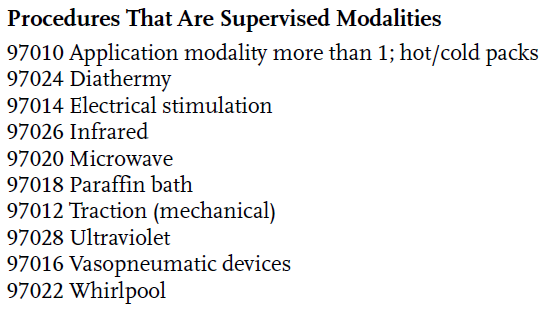 Procedures That Are Supervised Modalities
97010 Application modality more than 1; hot/cold packs
97024 Diathermy
97014 Electrical stimulation
97026 Infrared
97020 Microwave
97018 Paraffin bath
97012 Traction (mechanical)
97028 Ultraviolet
97016 Vasopneumatic devices
97022 Whirlpool